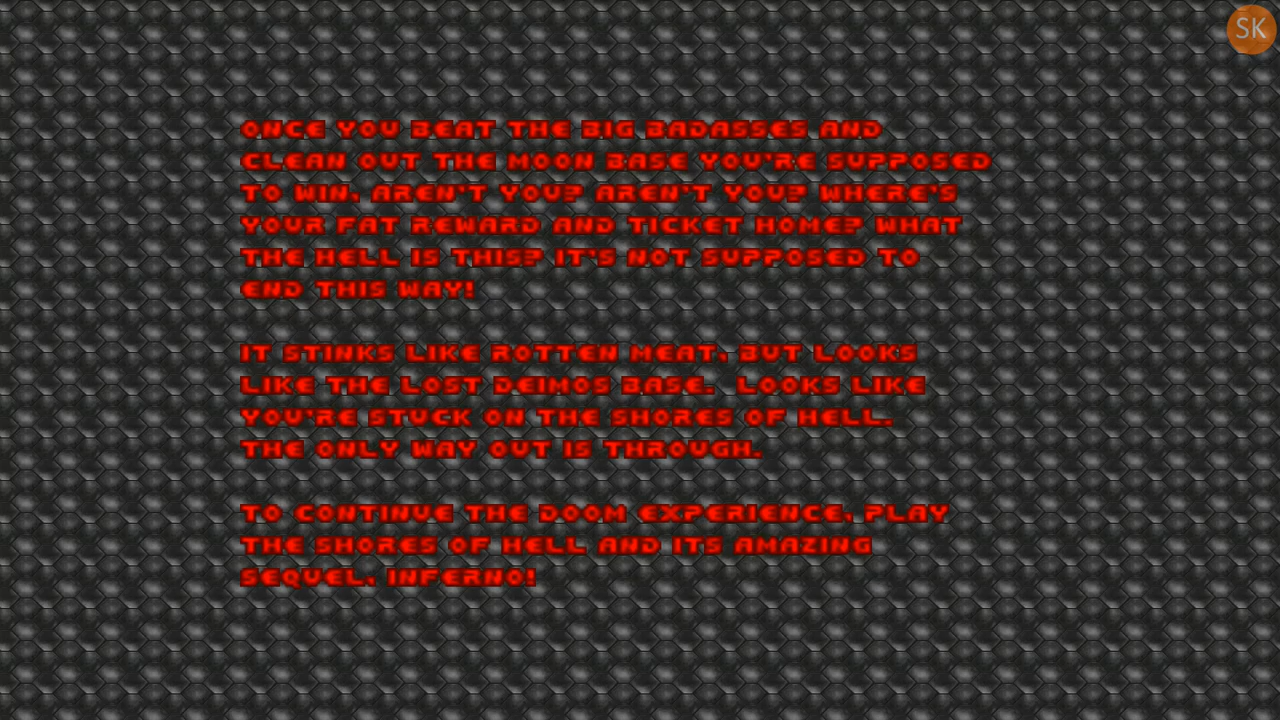 SK
ONCE YOU BEAT THE BIG BADASSES AND
CLEAN OUT THE MOON BASE YOU'RE SUPPOSED
TO WIN, AREN'T YOU? AREN'T YOU? WHERE'S
YOUR FAT REWARD AND TICKET HOME? WHAT
THE HELL IS THIS? IT'S NOT SUPPOSED TO
END THIS WAY!
IT STINKS LIKE ROTTEN MEAT, BUT LOOKS
LIKE THE LOST DEIMOS BASE.  LOOKS LIKE
YOU'RE STUCK ON THE SHORES OF HELL.
THE ONLY WAY OUT IS THROUGH.
TO CONTINUE THE DOOM EXPERIENCE, PLAY
THE SHORES OF HELL AND ITS AMAZING
SEQUEL, INFERNO!